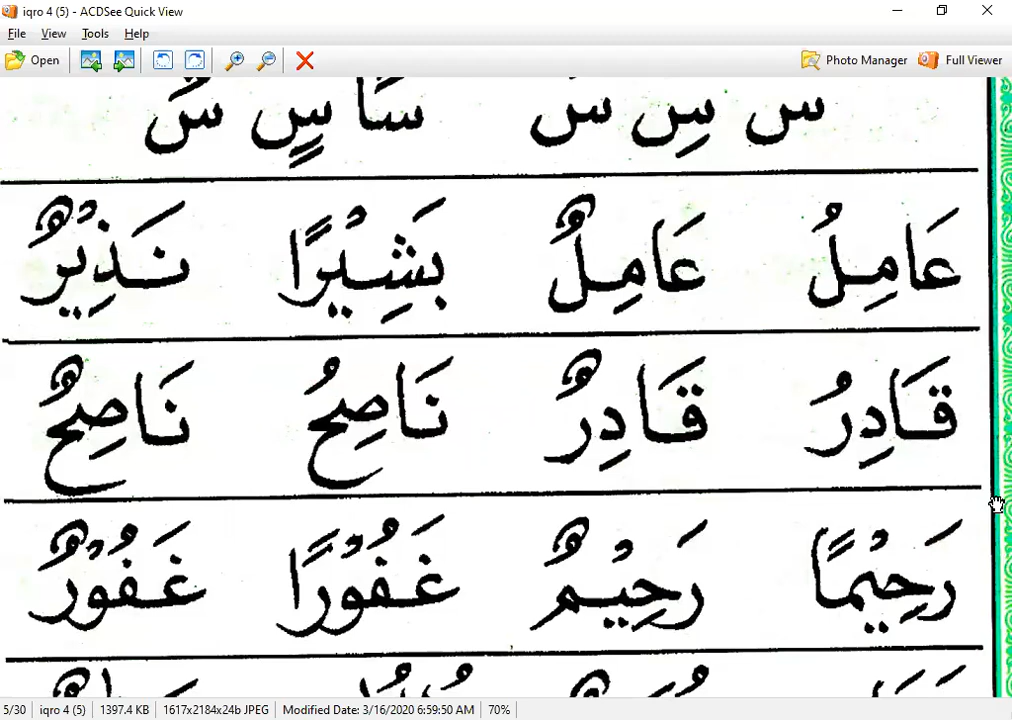 iqro 4 (5) - ACDSee Quick View
File View Tools Help
Open Photo Manager Full Viewer
عَامِلُ عَامِلٌ بَشِيْرًا نَذِيْرٌ
قَادِرُ قَادِرٌ نَاصِحُ نَاصِحٌ
رَحِيْمًا رَحِيْمٌ غَفُوْرًا غَفُوْرٌ
5/30 iqro 4 (5) 1397.4 KB 1617x2184x24b JPEG Modified Date: 3/16/2020 6:59:50 AM 70%